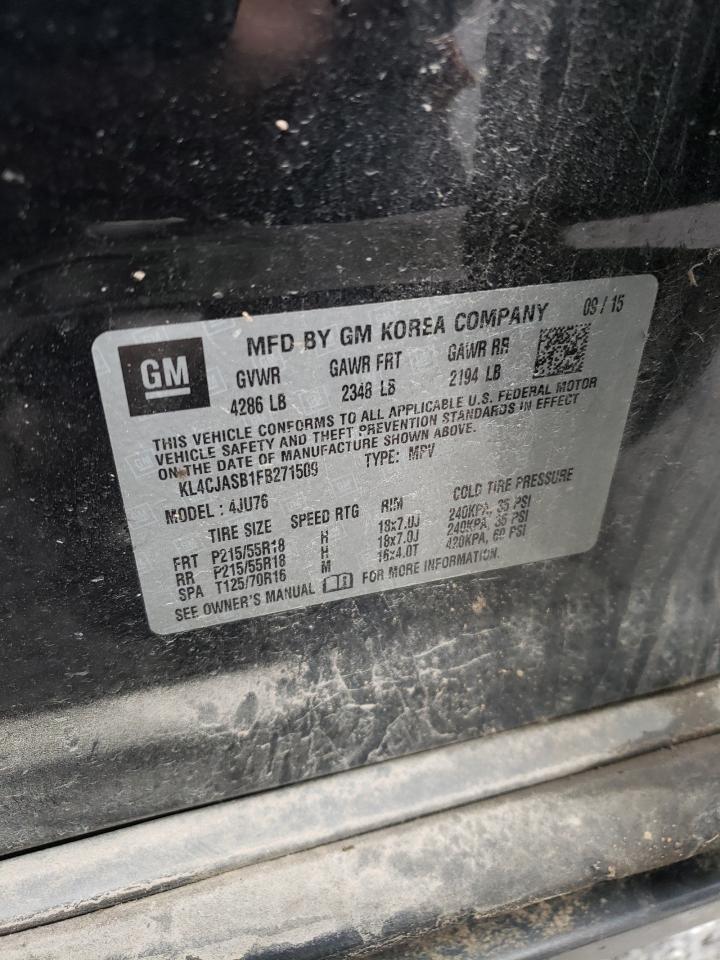 GM
MFD BY GM KOREA COMPANY 09 / 15
GVWR GAWR FRT GAWR RR
4286 LB 2348 LB 2194 LB
THIS VEHICLE CONFORMS TO ALL APPLICABLE U.S. FEDERAL MOTOR
VEHICLE SAFETY AND THEFT PREVENTION STANDARDS IN EFFECT
ON THE DATE OF MANUFACTURE SHOWN ABOVE.
KL4CJASB1FB271509 TYPE: MPV
MODEL : 4JU76
TIRE SIZE SPEED RTG RIM COLD TIRE PRESSURE
FRT P215/55R18 H 18x7.0J 240KPA, 35 PSI
RR P215/55R18 H 18x7.0J 240KPA, 35 PSI
SPA T125/70R16 M 16x4.0T 420KPA, 60 PSI
SEE OWNER'S MANUAL FOR MORE INFORMATION.